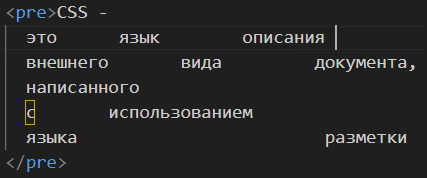 <pre>CSS -
это язык описания
внешнего вида документа,
написанного
с использованием
языка разметки
</pre>